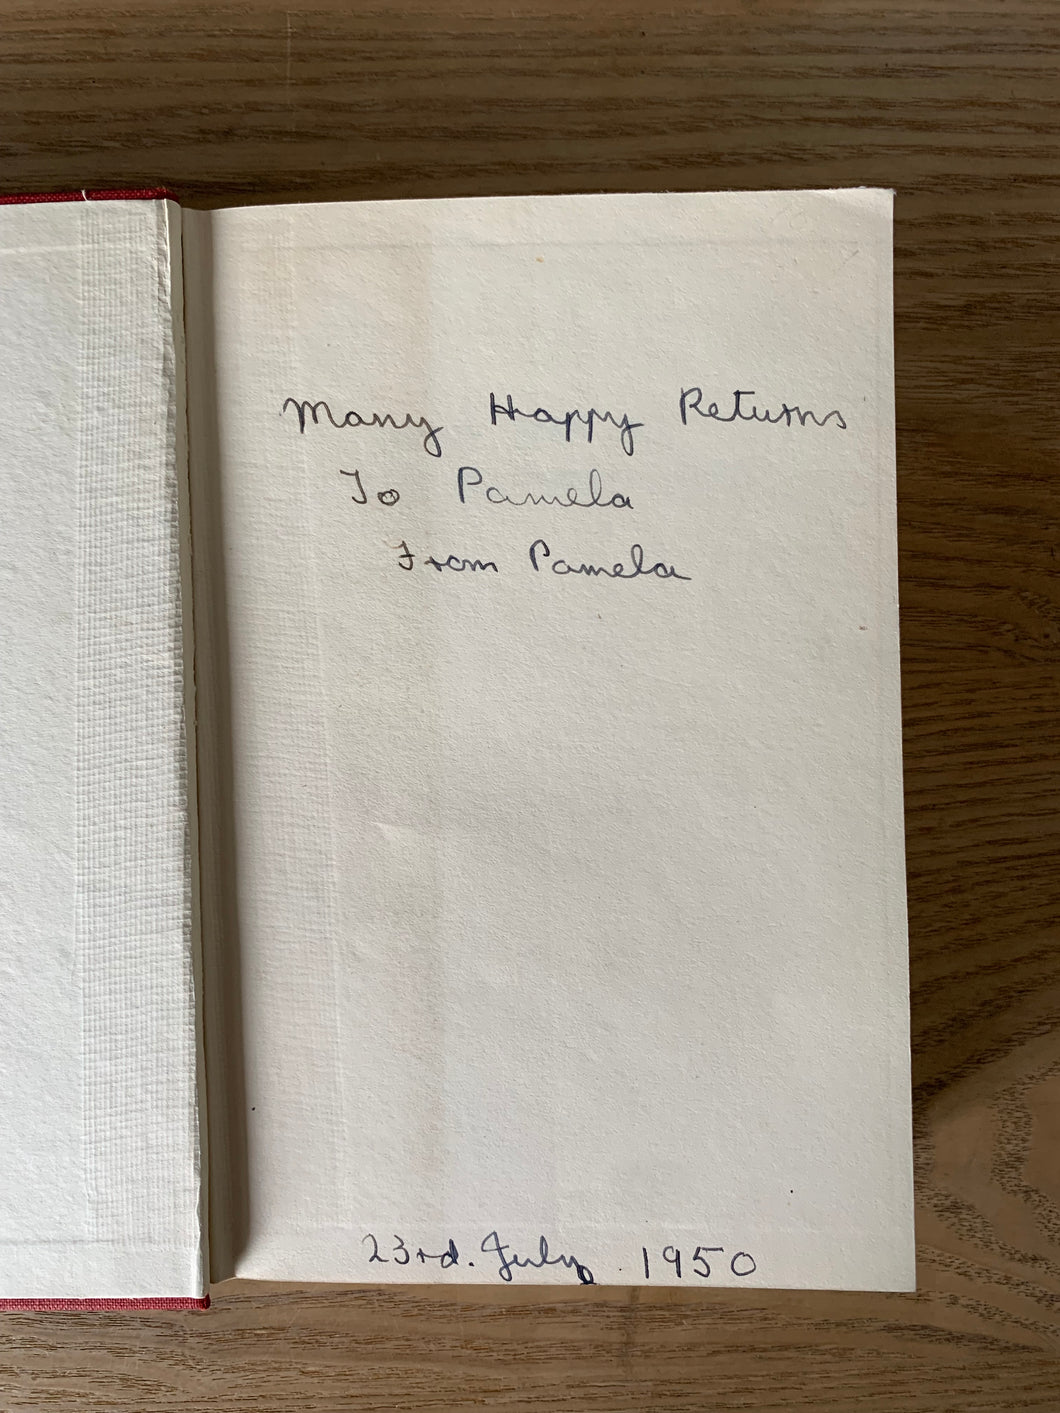 Many Happy Returns
To Pamela
From Pamela
23rd. July. 1950